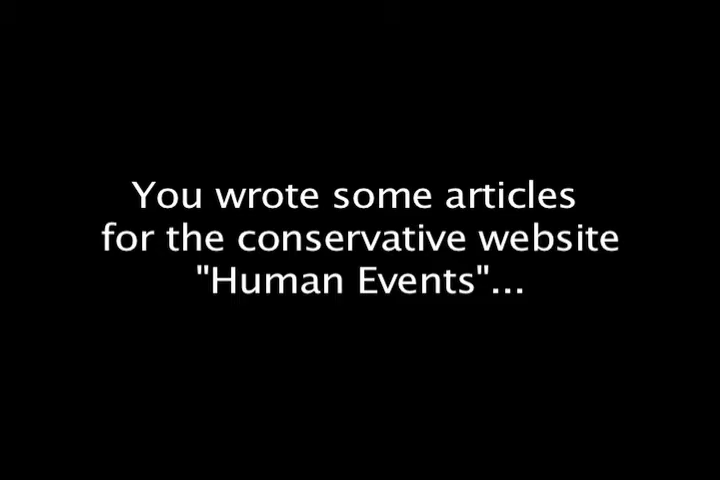 You wrote some articles
for the conservative website
"Human Events"...